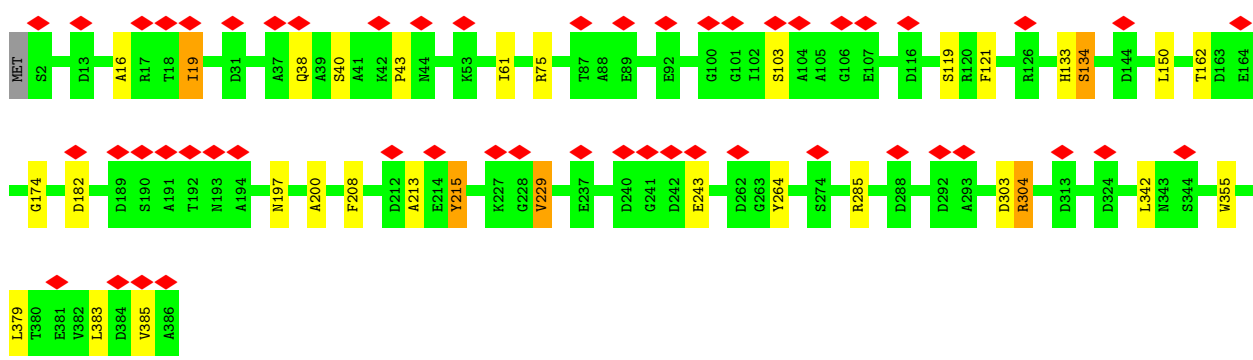 MET S2 D13 A16 R17 T18 I19 D31 A37 Q38 A39 S40 A41 K42 P43 N44 K53 I61 R75 T87 A88 E89 E92 G100 G101 T102 S103 A104 A105 G106 E107 D116 S119 R120 F121 R126 H133 S134 D144 L150 T162 D163 E164
G174 D182 D189 S190 A191 T192 N193 A194 N197 A200 F208 D212 A213 E214 Y215 K227 G228 V229 E237 D240 G241 D242 E243 D262 G263 Y264 S274 R285 D288 D292 A293 D303 R304 D313 D324 L342 N343 S344 W355
L379 T380 E381 V382 L383 D384 V385 A386